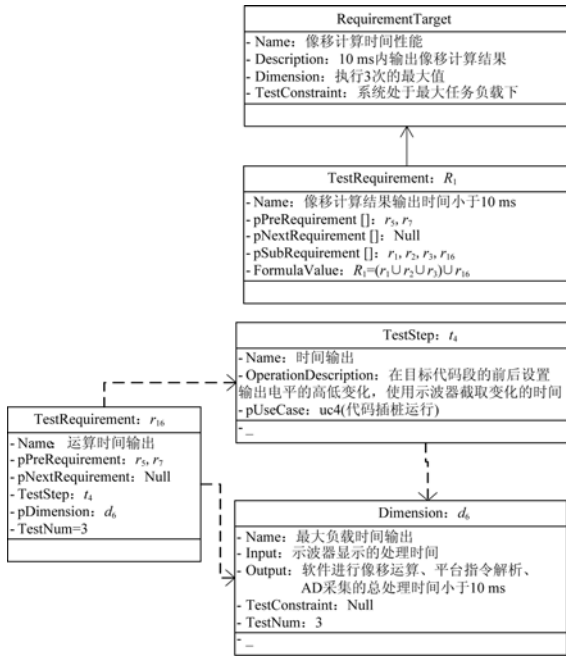 RequirementTarget
- Name：像移计算时间性能
- Description：10 ms内输出像移计算结果
- Dimension：执行3次的最大值
- TestConstraint：系统处于最大任务负载下
TestRequirement：R1
- Name：像移计算结果输出时间小于10 ms
- pPreRequirement []：r5, r7
- pNextRequirement []：Null
- pSubRequirement []：r1, r2, r3, r16
- FormulaValue：R1=(r1∪r2∪r3)∪r16
TestStep：t4
- Name：时间输出
- OperationDescription：在目标代码段的前后设置
输出电平的高低变化，使用示波器截取变化的时间
- pUseCase：uc4(代码插桩运行)
- _
TestRequirement：r16
- Name：运算时间输出
- pPreRequirement：r5, r7
- pNextRequirement：Null
- TestStep：t4
- pDimension：d6
- TestNum=3
Dimension：d6
- Name：最大负载时间输出
- Input：示波器显示的处理时间
- Output：软件进行像移运算、平台指令解析、
AD采集的总处理时间小于10 ms
- TestConstraint：Null
- TestNum：3
- _